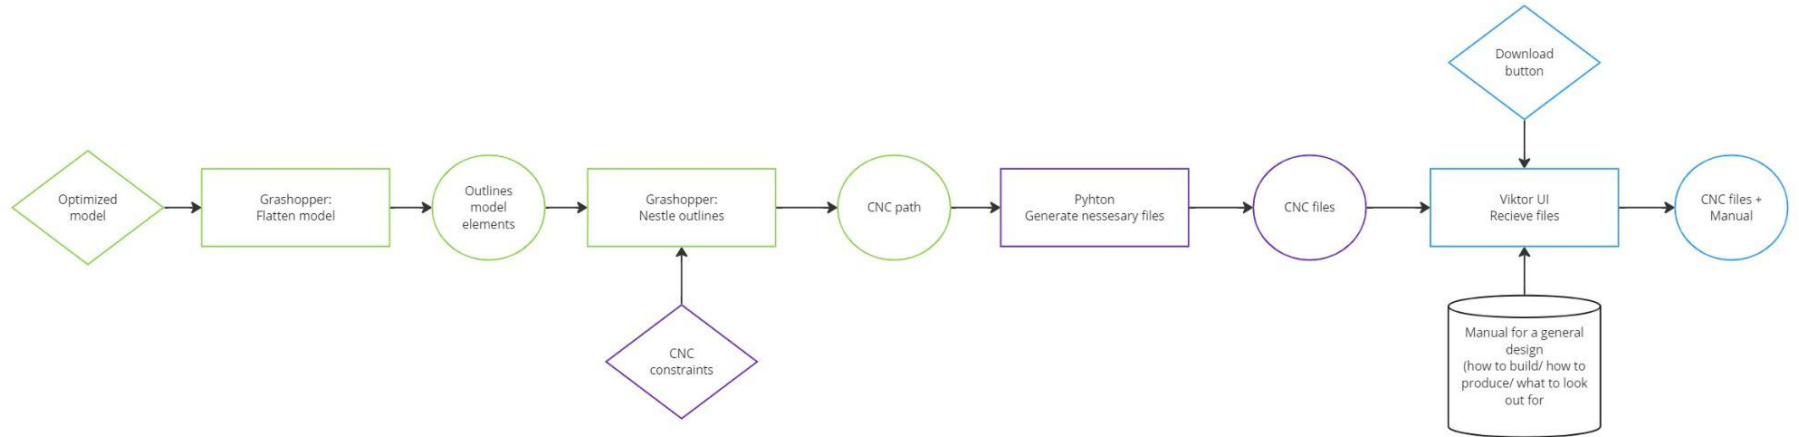 Download
button
Optimized
model
Grashopper:
Flatten model
Outlines
model
elements
Grashopper:
Nestle outlines
CNC path
Pyhton
Generate nessesary files
CNC files
Viktor UI
Recieve files
CNC files +
Manual
CNC
constraints
Manual for a general
design
(how to build/ how to
produce/ what to look
out for